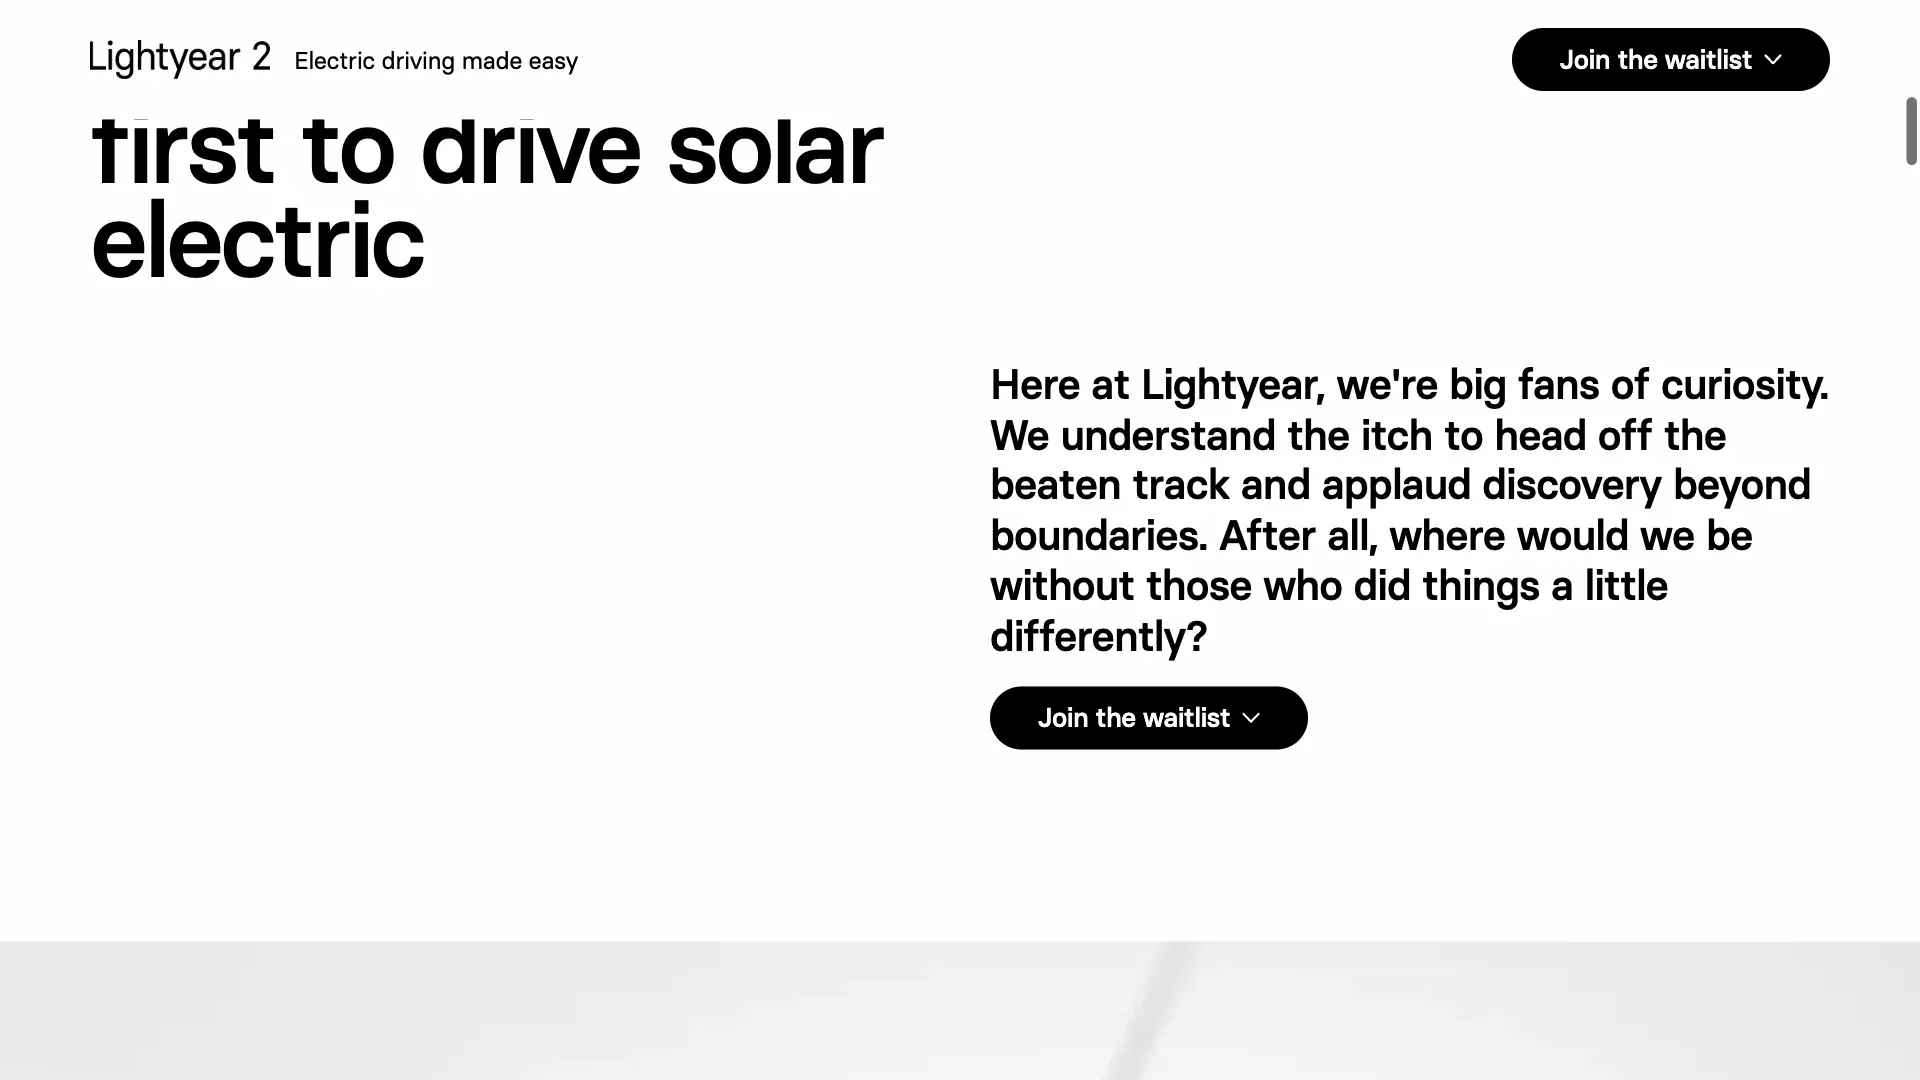 Lightyear 2 Electric driving made easy
Join the waitlist
first to drive solar
electric
Here at Lightyear, we're big fans of curiosity.
We understand the itch to head off the
beaten track and applaud discovery beyond
boundaries. After all, where would we be
without those who did things a little
differently?
Join the waitlist